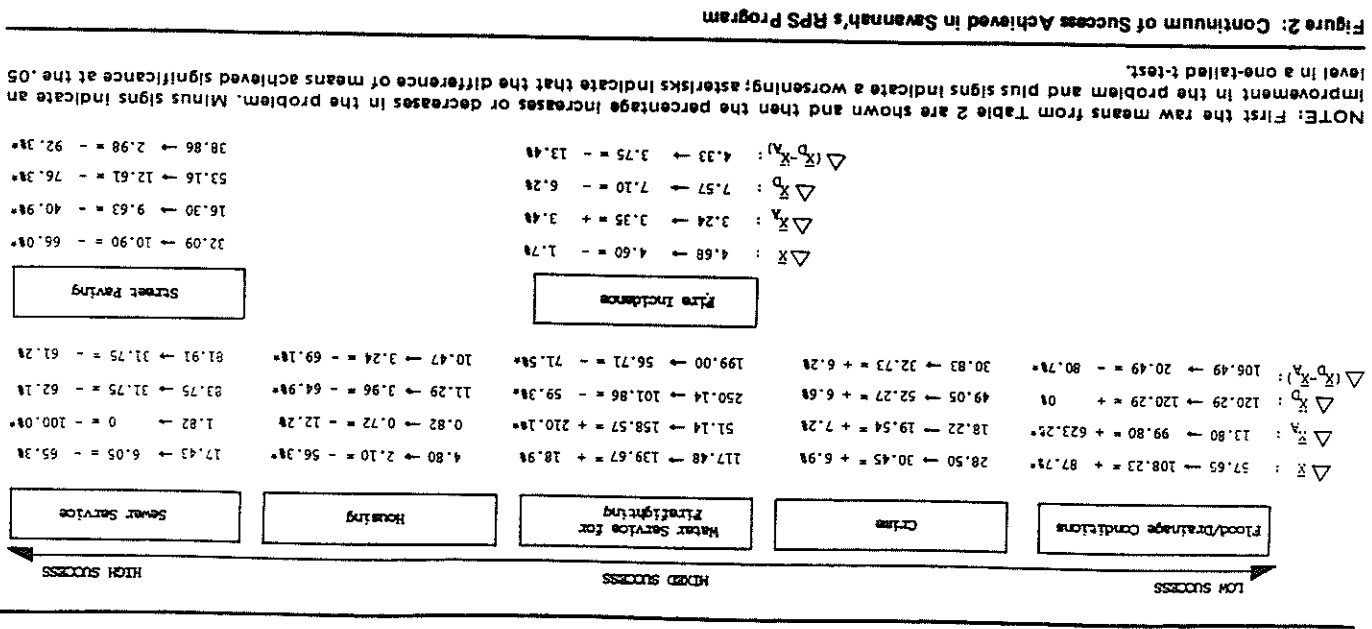 LOW SUCCESS MIXED SUCCESS HIGH SUCCESS
Flood/Drainage Conditions Crime Water Service for Firefighting Housing Sewer Service
△X̄ : 57.65 → 108.23 = + 87.7%* 28.50 → 30.45 = + 6.9% 117.48 → 139.67 = + 18.9% 4.80 → 2.10 = - 56.3%* 17.43 → 6.05 = - 65.3%
△X̄A : 13.80 → 99.80 = + 623.2%* 18.22 → 19.54 = + 7.2% 51.14 → 158.57 = + 210.1%* 0.82 → 0.72 = - 12.2% 1.82 → 0 = - 100.0%*
△X̄D : 120.29 → 120.29 = + 0% 49.05 → 52.27 = + 6.6% 250.14 → 101.86 = - 59.3%* 11.29 → 3.96 = - 64.9%* 83.75 → 31.75 = - 62.1%
△(X̄D-X̄A): 106.49 → 20.49 = - 80.7%* 30.83 → 32.73 = + 6.2% 199.00 → 56.71 = - 71.5%* 10.47 → 3.24 = - 69.1%* 81.91 → 31.75 = - 61.2%
Fire Incidence Street Paving
△X̄ : 4.68 → 4.60 = - 1.7% 32.09 → 10.90 = - 66.0%*
△X̄A : 3.24 → 3.35 = + 3.4% 16.30 → 9.63 = - 40.9%*
△X̄D : 7.57 → 7.10 = - 6.2% 53.16 → 12.61 = - 76.3%*
△(X̄D-X̄A): 4.33 → 3.75 = - 13.4% 38.86 → 2.98 = - 92.3%*
NOTE: First the raw means from Table 2 are shown and then the percentage increases or decreases in the problem. Minus signs indicate an
improvement in the problem and plus signs indicate a worsening; asterisks indicate that the difference of means achieved significance at the .05
level in a one-tailed t-test.
Figure 2: Continuum of Success Achieved in Savannah's RPS Program